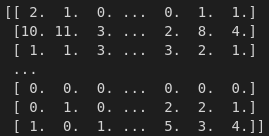 [[ 2. 1. 0. ... 0. 1. 1.]
[10. 11. 3. ... 2. 8. 4.]
[ 1. 1. 3. ... 3. 2. 1.]
...
[ 0. 0. 0. ... 0. 0. 0.]
[ 0. 1. 0. ... 2. 2. 1.]
[ 1. 0. 1. ... 5. 3. 4.]]